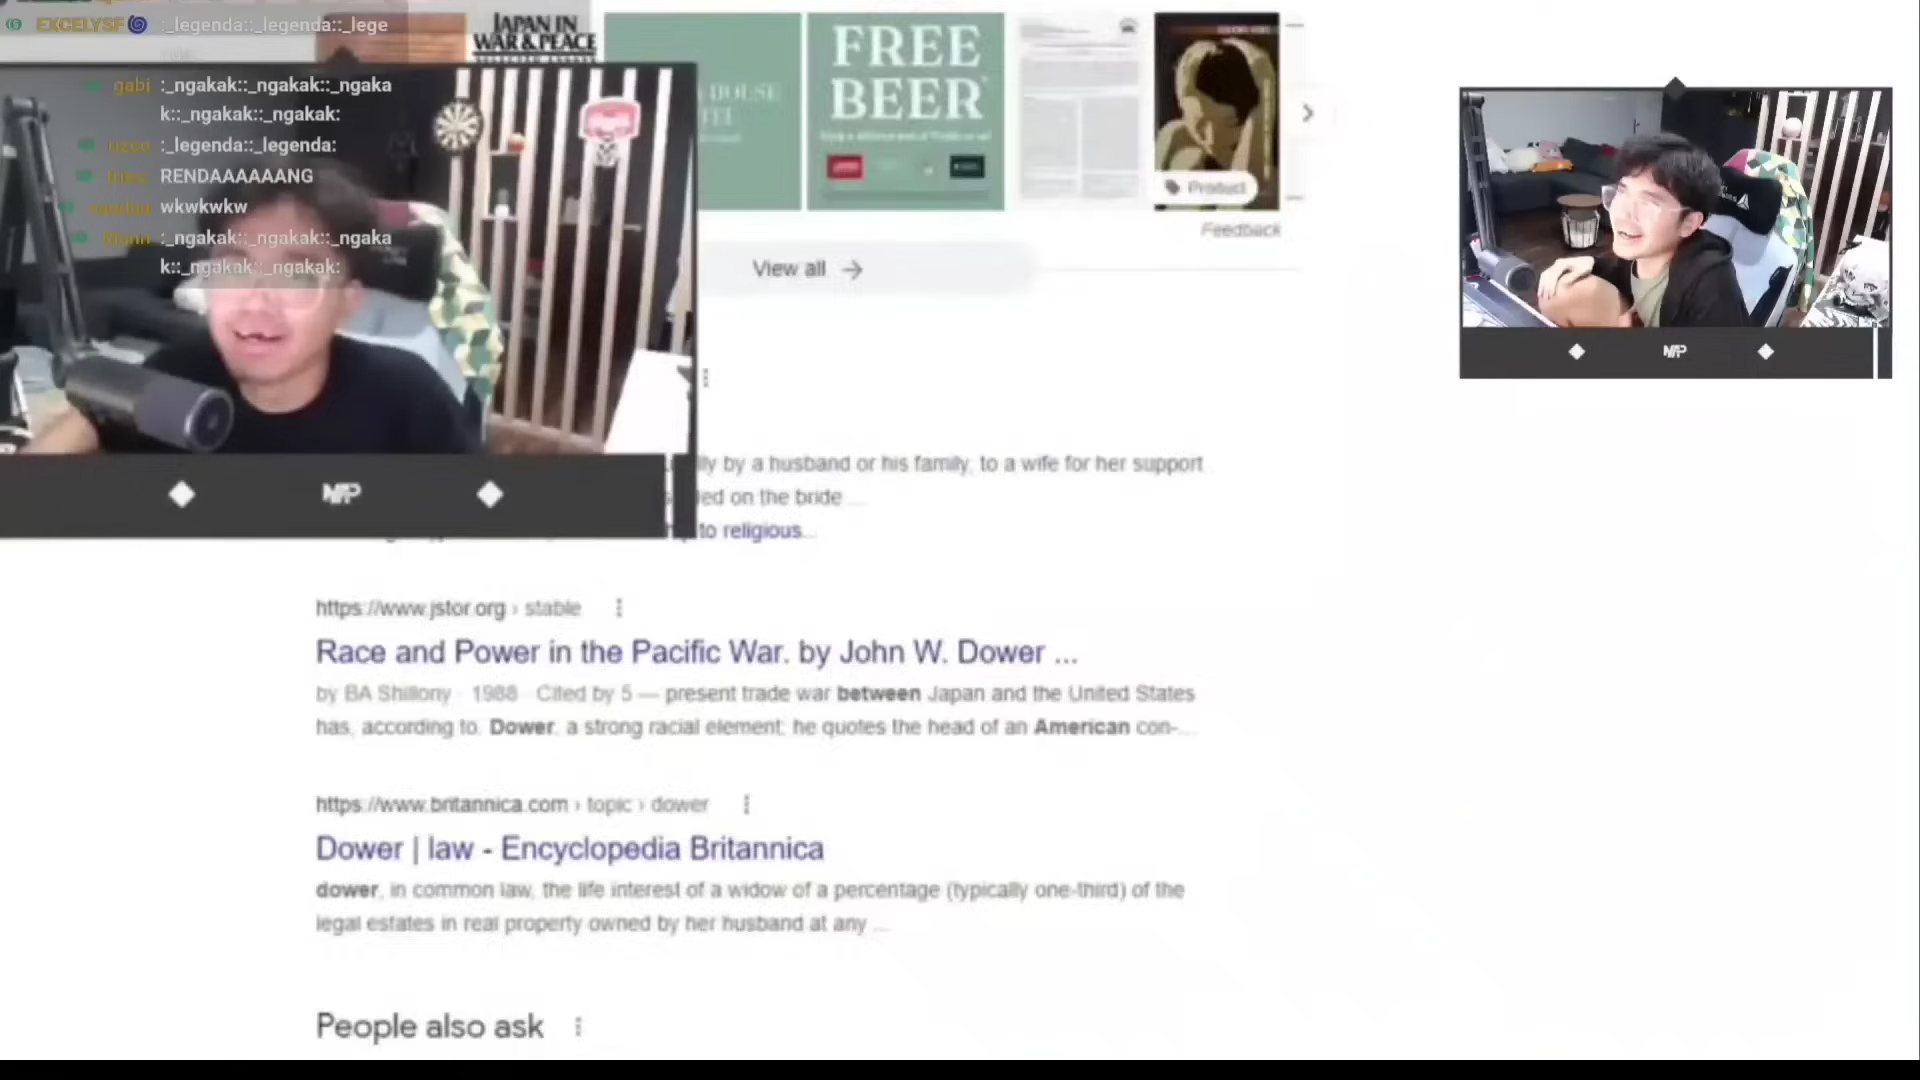 :_legenda::_legenda::_lege
gabi :_ngakak::_ngakak::_ngaka
k::_ngakak::_ngakak:
:_legenda::_legenda:
RENDAAAAAANG
wkwkwkw
:_ngakak::_ngakak::_ngaka
k::_ngakak::_ngakak:
JAPAN IN
WAR & PEACE
FREE
BEER
Product
Feedback
View all
by a husband or his family, to a wife for her support
on the bride ...
to religious...
https://www.jstor.org › stable
Race and Power in the Pacific War. by John W. Dower ...
by BA Shillony · 1988 · Cited by 5 — present trade war between Japan and the United States
has, according to. Dower, a strong racial element; he quotes the head of an American con-...
https://www.britannica.com › topic › dower
Dower | law - Encyclopedia Britannica
dower, in common law, the life interest of a widow of a percentage (typically one-third) of the
legal estates in real property owned by her husband at any ...
People also ask